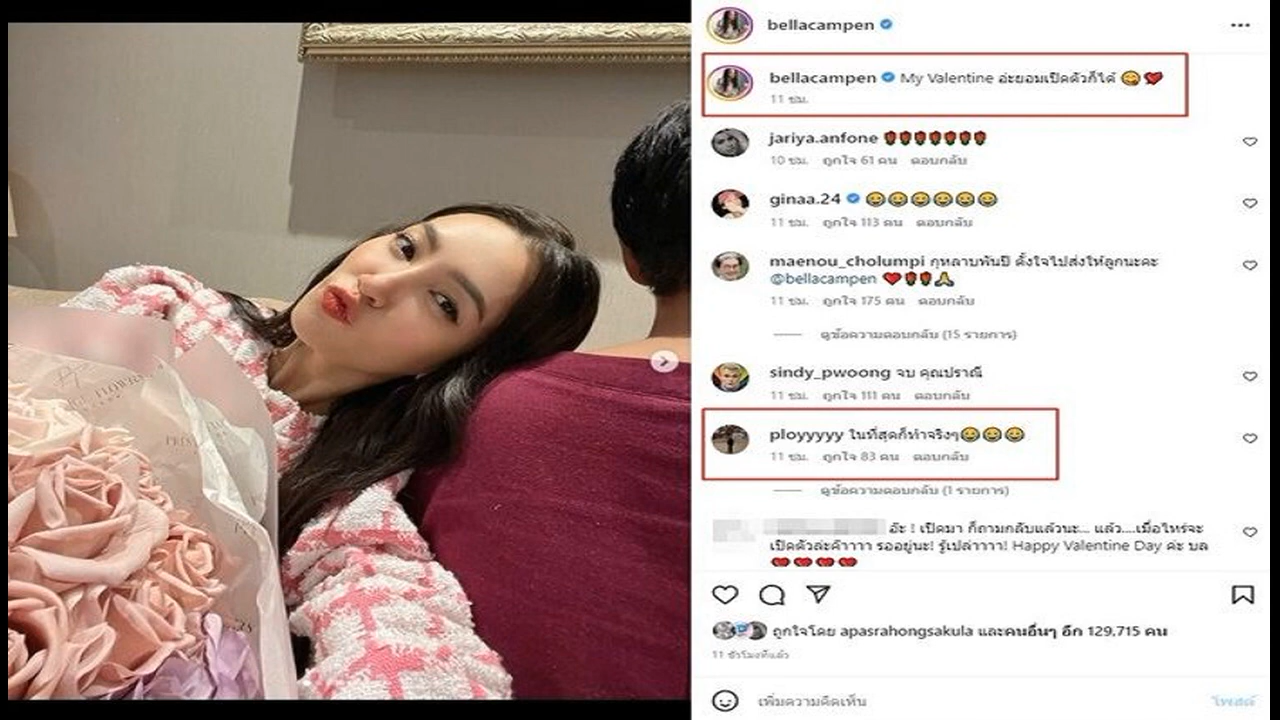 bellacampen
bellacampen My Valentine อ่ะยอมเปิดตัวก็ได้ 😋❤️
11 ชม.
jariya.anfone 🌹🌹🌹🌹🌹🌹🌹
10 ชม. ถูกใจ 61 คน ตอบกลับ
ginaa.24 😂😂😂😂😂😂
11 ชม. ถูกใจ 113 คน ตอบกลับ
maenou_cholumpi กุหลาบพันปี ตั้งใจไปส่งให้ลูกนะคะ
@bellacampen ❤️🌹🌹🙏
11 ชม. ถูกใจ 175 คน ตอบกลับ
ดูข้อความตอบกลับ (15 รายการ)
sindy_pwoong จบ คุณปราณี
11 ชม. ถูกใจ 111 คน ตอบกลับ
ployyyyy ในที่สุดก็ทำจริงๆ😂😂😂
11 ชม. ถูกใจ 83 คน ตอบกลับ
ดูข้อความตอบกลับ (1 รายการ)
อ๊ะ ! เปิดมา ก็ถามกลับแล้วนะ... แล้ว....เมื่อไหร่จะ
เปิดตัวล่ะค๊าาาา รออยู่นะ! รู้เปล่าาาา! Happy Valentine Day ค่ะ บล
❤️❤️❤️❤️
ถูกใจโดย apasrahongsakula และคนอื่นๆ อีก 129,715 คน
11 ชั่วโมงที่แล้ว
เพิ่มความคิดเห็น
โพสต์